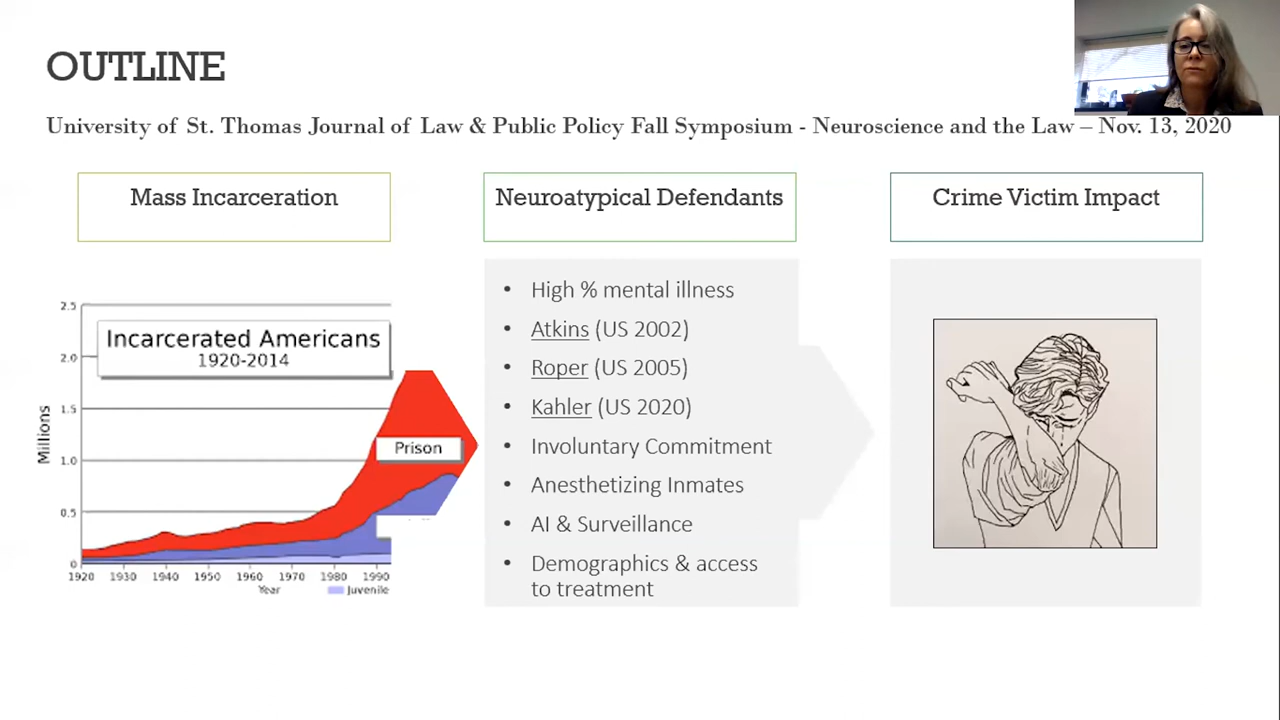 OUTLINE
University of St. Thomas Journal of Law & Public Policy Fall Symposium - Neuroscience and the Law – Nov. 13, 2020
Mass Incarceration
Neuroatypical Defendants
Crime Victim Impact
2.5
2.0
1.5
1.0
0.5
0
Millions
Incarcerated Americans
1920-2014
Prison
1920 1930 1940 1950 1960 1970 1980 1990
Year
Juvenile
• High % mental illness
• Atkins (US 2002)
• Roper (US 2005)
• Kahler (US 2020)
• Involuntary Commitment
• Anesthetizing Inmates
• AI & Surveillance
• Demographics & access
to treatment